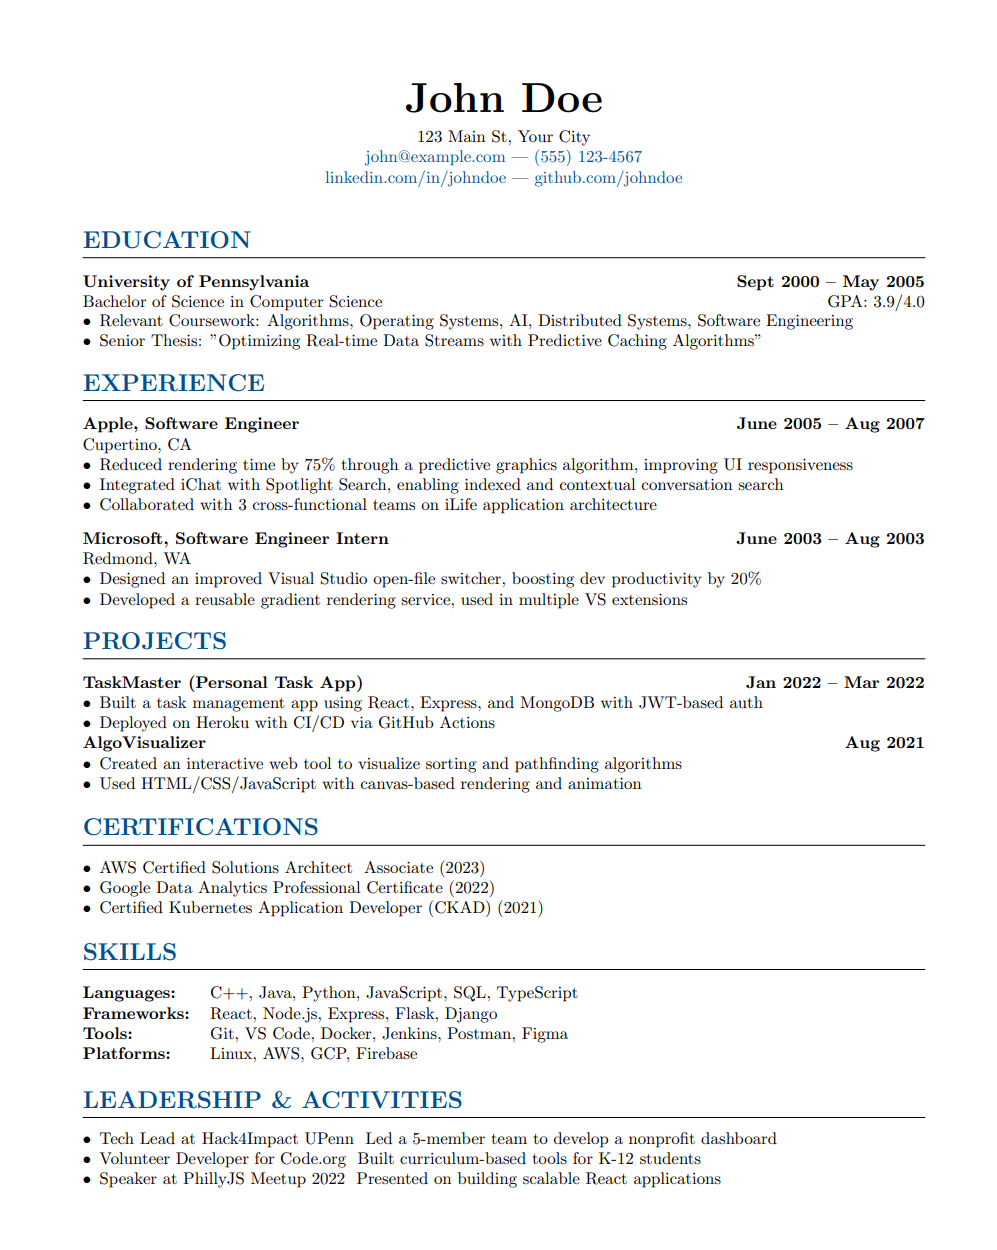 John Doe
123 Main St, Your City
john@example.com — (555) 123-4567
linkedin.com/in/johndoe — github.com/johndoe
EDUCATION
University of Pennsylvania Sept 2000 – May 2005
Bachelor of Science in Computer Science GPA: 3.9/4.0
• Relevant Coursework: Algorithms, Operating Systems, AI, Distributed Systems, Software Engineering
• Senior Thesis: ”Optimizing Real-time Data Streams with Predictive Caching Algorithms”
EXPERIENCE
Apple, Software Engineer June 2005 – Aug 2007
Cupertino, CA
• Reduced rendering time by 75% through a predictive graphics algorithm, improving UI responsiveness
• Integrated iChat with Spotlight Search, enabling indexed and contextual conversation search
• Collaborated with 3 cross-functional teams on iLife application architecture
Microsoft, Software Engineer Intern June 2003 – Aug 2003
Redmond, WA
• Designed an improved Visual Studio open-file switcher, boosting dev productivity by 20%
• Developed a reusable gradient rendering service, used in multiple VS extensions
PROJECTS
TaskMaster (Personal Task App) Jan 2022 – Mar 2022
• Built a task management app using React, Express, and MongoDB with JWT-based auth
• Deployed on Heroku with CI/CD via GitHub Actions
AlgoVisualizer Aug 2021
• Created an interactive web tool to visualize sorting and pathfinding algorithms
• Used HTML/CSS/JavaScript with canvas-based rendering and animation
CERTIFICATIONS
• AWS Certified Solutions Architect Associate (2023)
• Google Data Analytics Professional Certificate (2022)
• Certified Kubernetes Application Developer (CKAD) (2021)
SKILLS
Languages: C++, Java, Python, JavaScript, SQL, TypeScript
Frameworks: React, Node.js, Express, Flask, Django
Tools: Git, VS Code, Docker, Jenkins, Postman, Figma
Platforms: Linux, AWS, GCP, Firebase
LEADERSHIP & ACTIVITIES
• Tech Lead at Hack4Impact UPenn Led a 5-member team to develop a nonprofit dashboard
• Volunteer Developer for Code.org Built curriculum-based tools for K-12 students
• Speaker at PhillyJS Meetup 2022 Presented on building scalable React applications